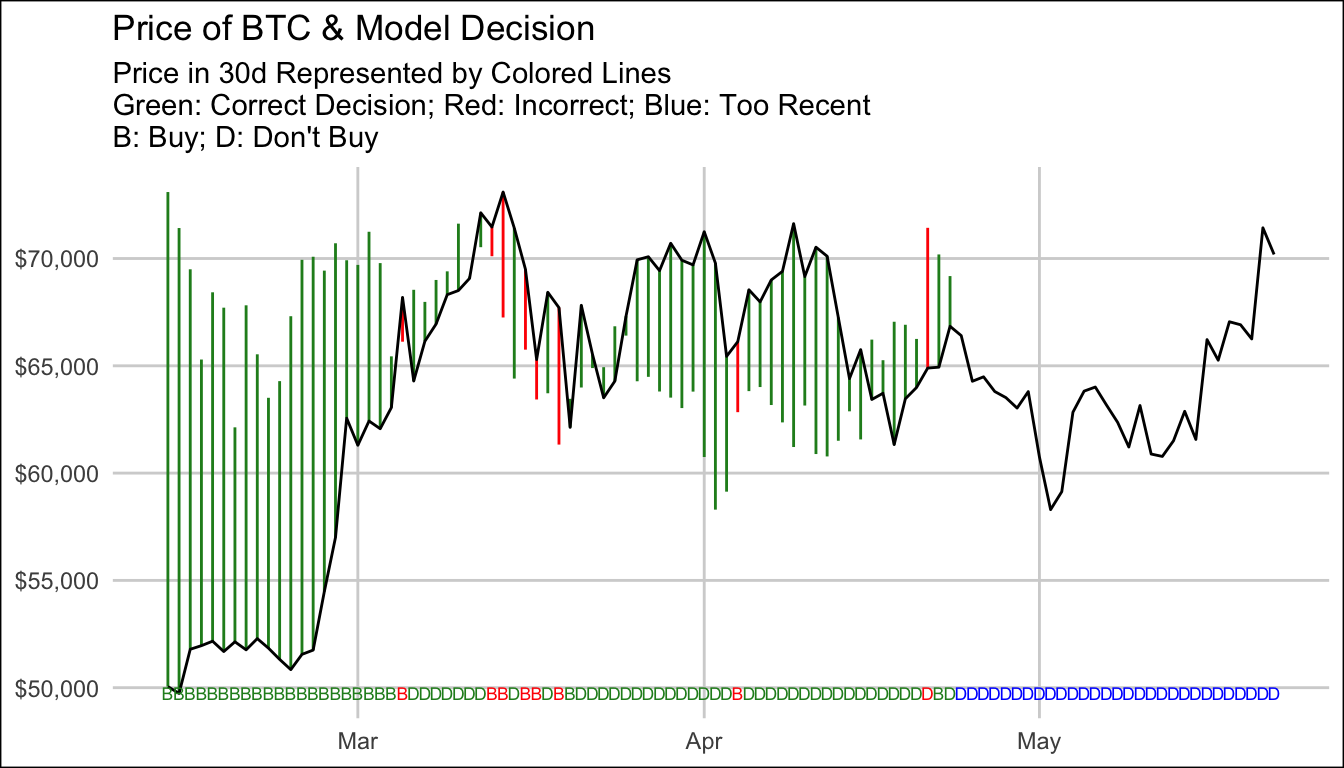 Price of BTC & Model Decision
Price in 30d Represented by Colored Lines
Green: Correct Decision; Red: Incorrect; Blue: Too Recent
B: Buy; D: Don't Buy
$70,000
$65,000
$60,000
$55,000
$50,000
BBBBBBBBBBBBBBBBBBBBBBDDDDDDDBBDBBDBBDDDDDDDDDDDDDDBDDDDDDDDDDDDDDDDDBDDDDDDDDDDDDDDDDDDDDDDDDDDDDDD
Mar
Apr
May